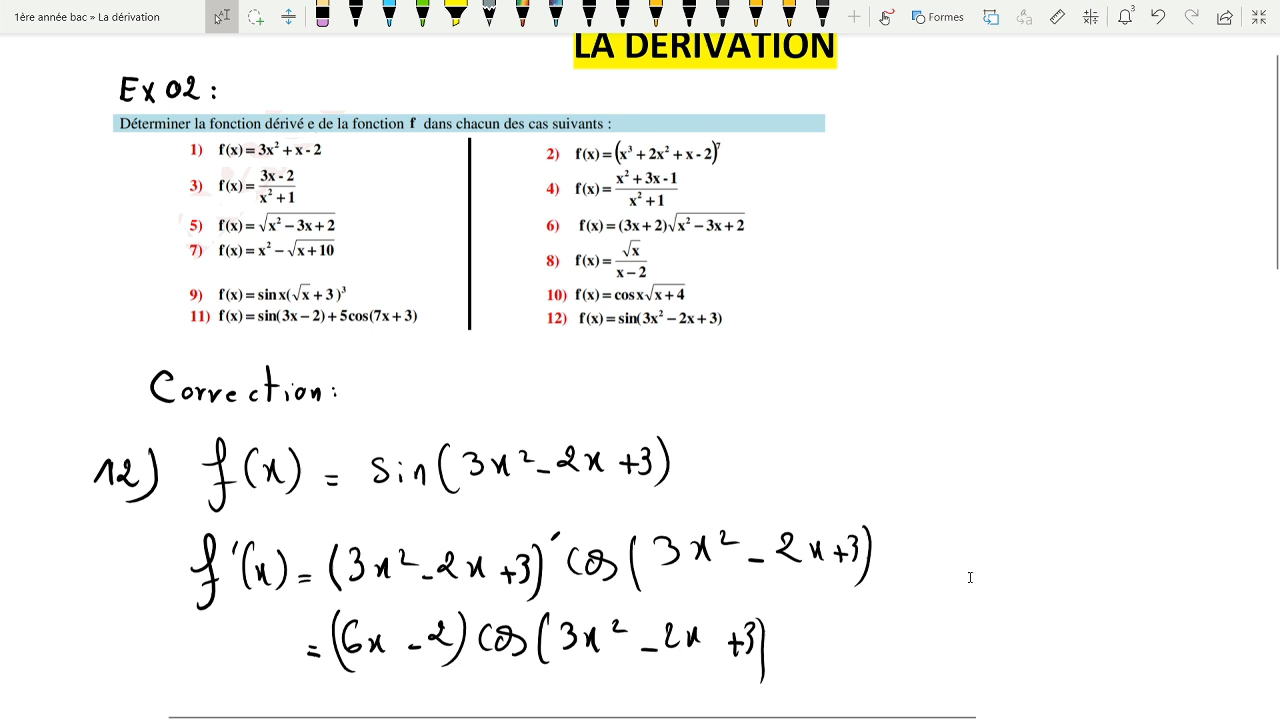 1ère année bac » La dérivation
Formes
3
LA DERIVATION
Ex 02 :
Déterminer la fonction dérivé e de la fonction f dans chacun des cas suivants :
1) f(x) = 3x² + x - 2
2) f(x) = (x³ + 2x² + x - 2)⁷
3) f(x) = (3x - 2)/(x² + 1)
4) f(x) = (x² + 3x - 1)/(x² + 1)
5) f(x) = √(x² − 3x + 2)
6) f(x) = (3x + 2)√(x² − 3x + 2)
7) f(x) = x² − √(x + 10)
8) f(x) = √x/(x − 2)
9) f(x) = sin x(√x + 3)³
10) f(x) = cos x√(x + 4)
11) f(x) = sin(3x − 2) + 5cos(7x + 3)
12) f(x) = sin(3x² − 2x + 3)
Correction :
12) f(x) = sin(3x² - 2x + 3)
f'(x) = (3x² - 2x + 3)' cos(3x² - 2x + 3)
= (6x - 2) cos(3x² - 2x + 3)